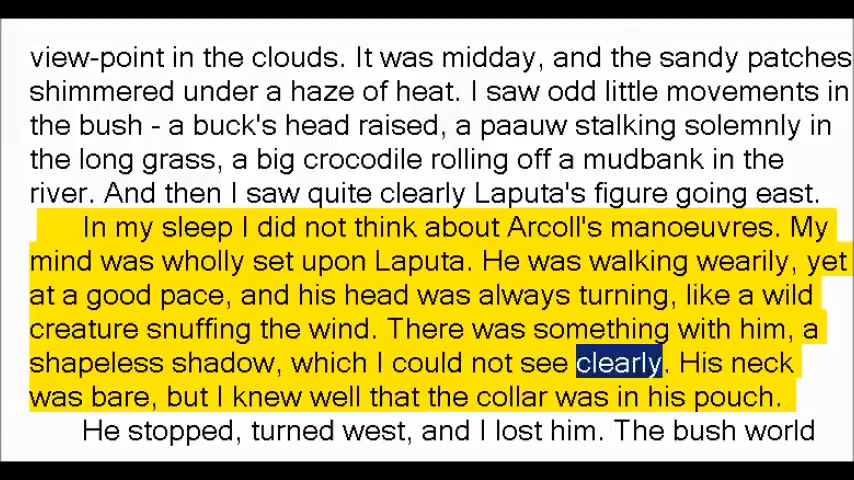 view-point in the clouds. It was midday, and the sandy patches
shimmered under a haze of heat. I saw odd little movements in
the bush - a buck's head raised, a paauw stalking solemnly in
the long grass, a big crocodile rolling off a mudbank in the
river. And then I saw quite clearly Laputa's figure going east.
In my sleep I did not think about Arcoll's manoeuvres. My
mind was wholly set upon Laputa. He was walking wearily, yet
at a good pace, and his head was always turning, like a wild
creature snuffing the wind. There was something with him, a
shapeless shadow, which I could not see clearly. His neck
was bare, but I knew well that the collar was in his pouch.
He stopped, turned west, and I lost him. The bush world